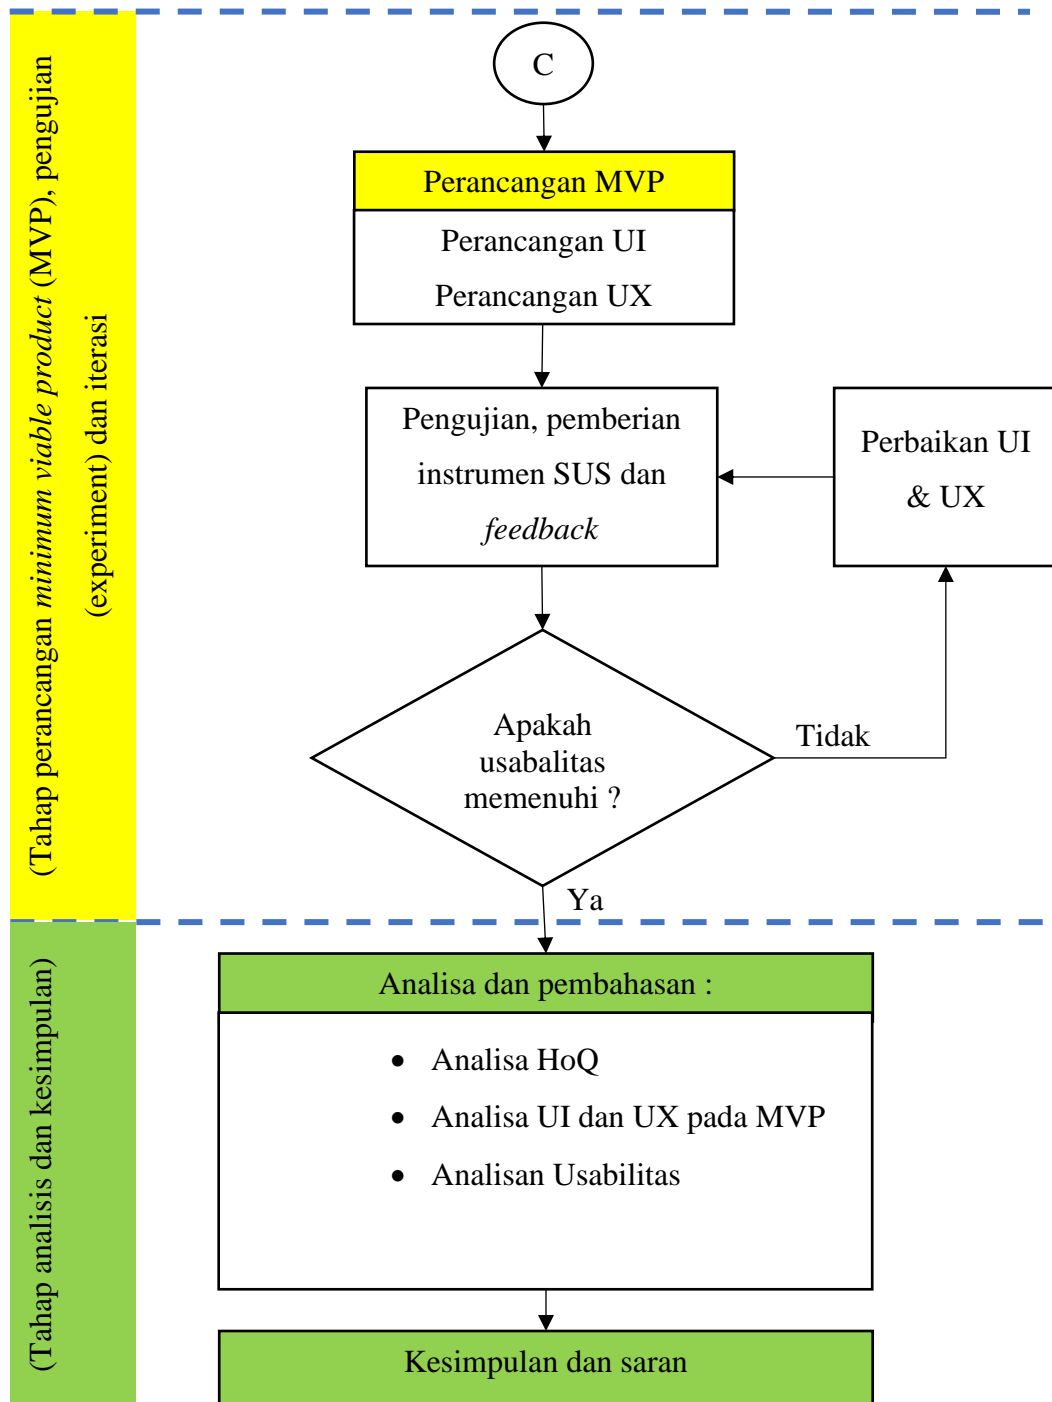 (Tahap perancangan minimum viable product (MVP), pengujian
(experiment) dan iterasi
C
Perancangan MVP
Perancangan UI
Perancangan UX
Pengujian, pemberian
instrumen SUS dan
feedback
Perbaikan UI
& UX
Apakah
usabalitas
memenuhi ?
Tidak
Ya
(Tahap analisis dan kesimpulan)
Analisa dan pembahasan :
• Analisa HoQ
• Analisa UI dan UX pada MVP
• Analisan Usabilitas
Kesimpulan dan saran